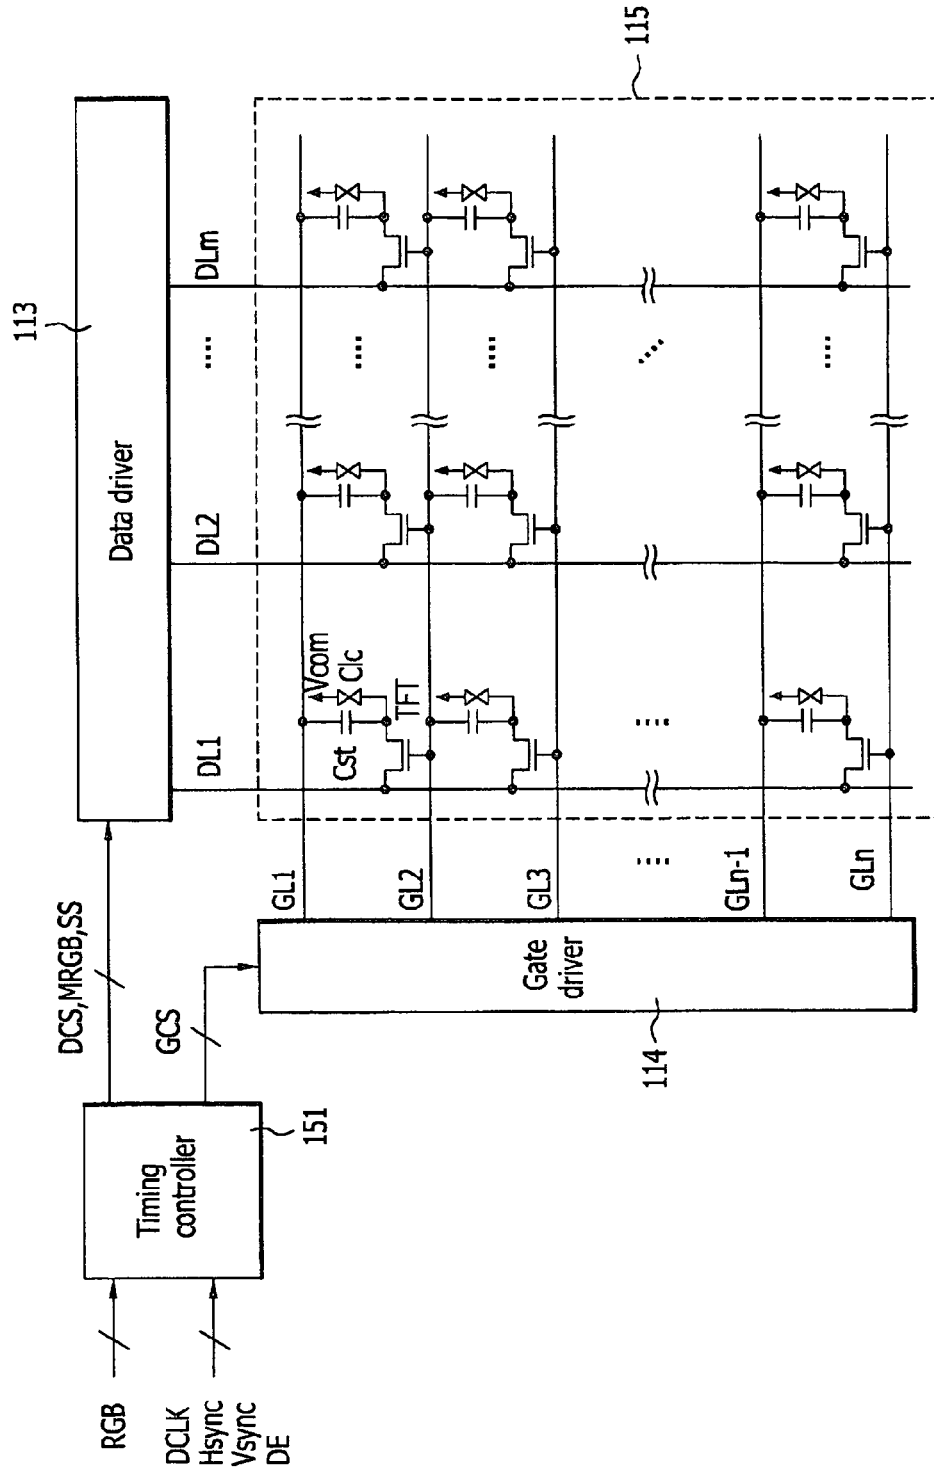 RGB
DCLK
Hsync
Vsync
DE
Timing
controller
151
DCS,MRGB,SS
GCS
Data driver
113
Gate
driver
114
DL1
DL2
....
DLm
115
GL1
GL2
GL3
....
GLn-1
GLn
Vcom
Clc
Cst
TFT
....
....
....
....
....